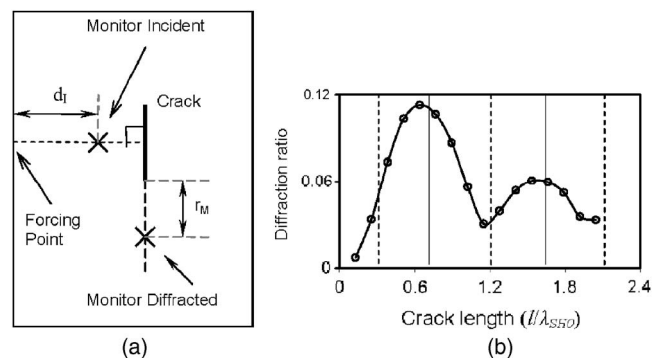 Monitor Incident
d_I
Crack
r_M
Forcing
Point
Monitor Diffracted
(a)
0.12
Diffraction ratio
0.06
0
0 0.6 1.2 1.8 2.4
Crack length (l/λ_SH0)
(b)